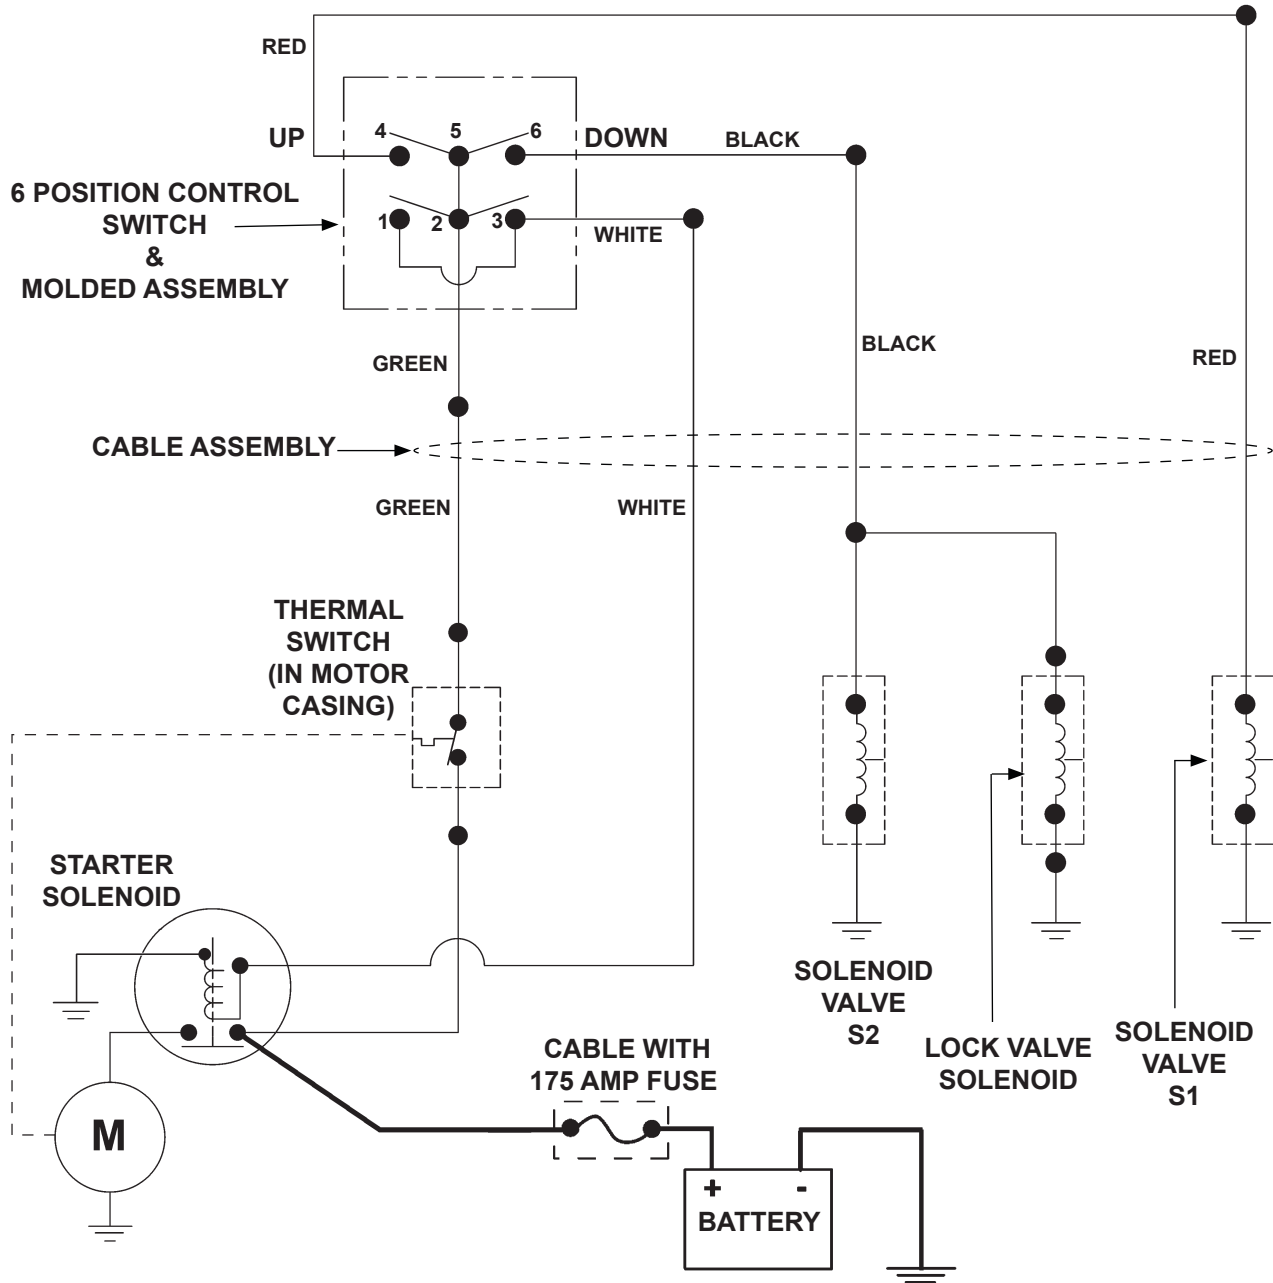 RED
UP
4
5
6
DOWN
BLACK
6 POSITION CONTROL
SWITCH
&
MOLDED ASSEMBLY
1
2
3
WHITE
GREEN
BLACK
RED
CABLE ASSEMBLY
GREEN
WHITE
THERMAL
SWITCH
(IN MOTOR
CASING)
STARTER
SOLENOID
SOLENOID
VALVE
S2
LOCK VALVE
SOLENOID
SOLENOID
VALVE
S1
CABLE WITH
175 AMP FUSE
M
+
-
BATTERY